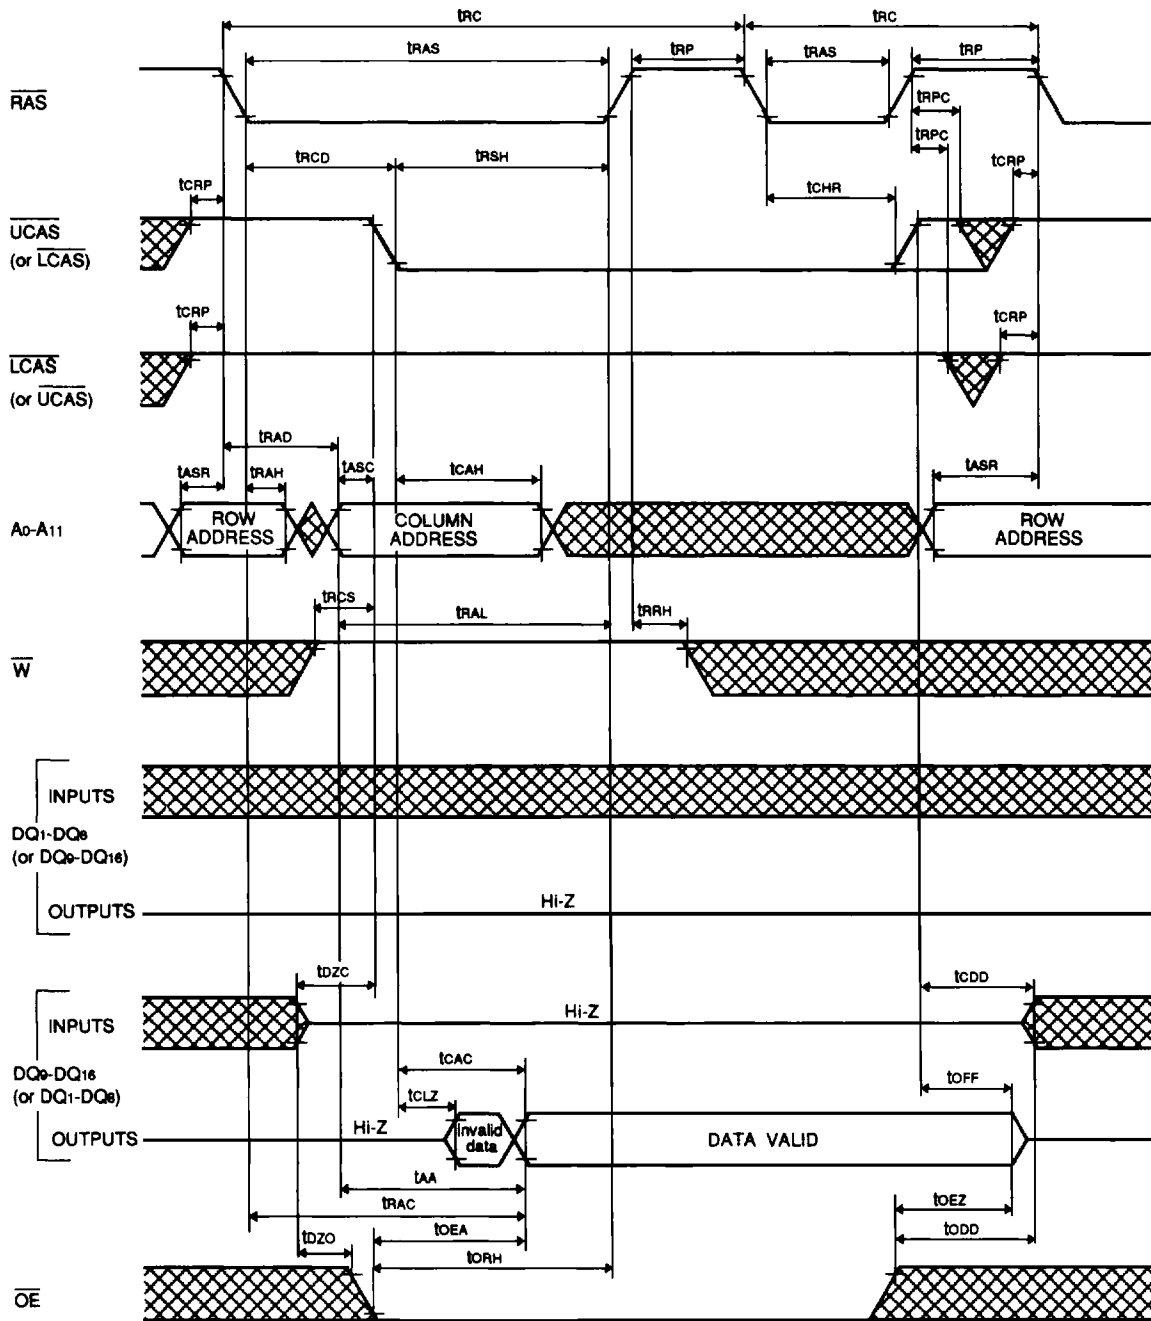 tRC tRC
tRAS tRP tRAS tRP
RAS
tRPC
tRPC
tRCD tRSH
tCRP tCHR tCRP
UCAS
(or LCAS)
tCRP tCRP
LCAS
(or UCAS)
tRAD
tASR tRAH tASC tCAH tASR
A0-A11 ROW ADDRESS COLUMN ADDRESS ROW ADDRESS
tRCS tRAL tRRH
W
INPUTS
DQ1-DQ8
(or DQ9-DQ16)
OUTPUTS Hi-Z
tDZC tCDD
INPUTS Hi-Z
DQ9-DQ16
(or DQ1-DQ8)
tCAC
tCLZ tOFF
OUTPUTS Hi-Z Invalid data DATA VALID
tAA
tRAC tOEZ
tDZO tOEA tODD
tORH
OE